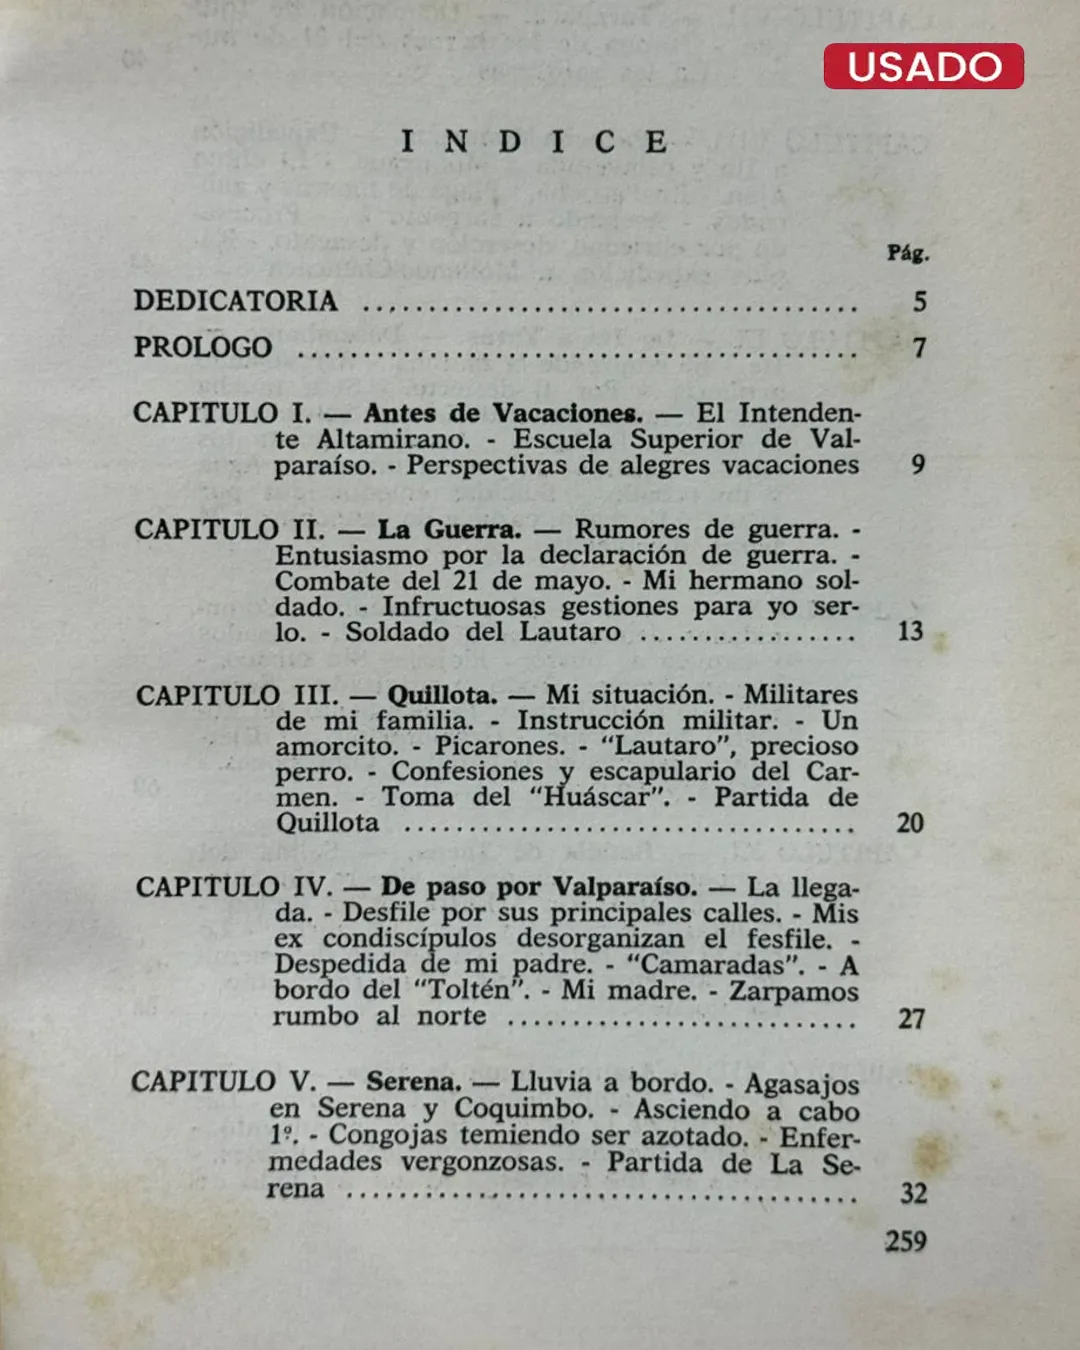 USADO
INDICE
Pág.
DEDICATORIA ........................................ 5
PROLOGO ............................................. 7
CAPITULO I. — Antes de Vacaciones. — El Intenden-
te Altamirano. - Escuela Superior de Val-
paraíso. - Perspectivas de alegres vacaciones 9
CAPITULO II. — La Guerra. — Rumores de guerra. -
Entusiasmo por la declaración de guerra. -
Combate del 21 de mayo. - Mi hermano sol-
dado. - Infructuosas gestiones para yo ser-
lo. - Soldado del Lautaro ................. 13
CAPITULO III. — Quillota. — Mi situación. - Militares
de mi familia. - Instrucción militar. - Un
amorcito. - Picarones. - "Lautaro", precioso
perro. - Confesiones y escapulario del Car-
men. - Toma del "Huáscar". - Partida de
Quillota .................................... 20
CAPITULO IV. — De paso por Valparaíso. — La llega-
da. - Desfile por sus principales calles. - Mis
ex condiscípulos desorganizan el fesfile. -
Despedida de mi padre. - "Camaradas". - A
bordo del "Toltén". - Mi madre. - Zarpamos
rumbo al norte ............................ 27
CAPITULO V. — Serena. — Lluvia a bordo. - Agasajos
en Serena y Coquimbo. - Asciendo a cabo
1º. - Congojas temiendo ser azotado. - Enfer-
medades vergonzosas. - Partida de La Se-
rena ......................................... 32
259